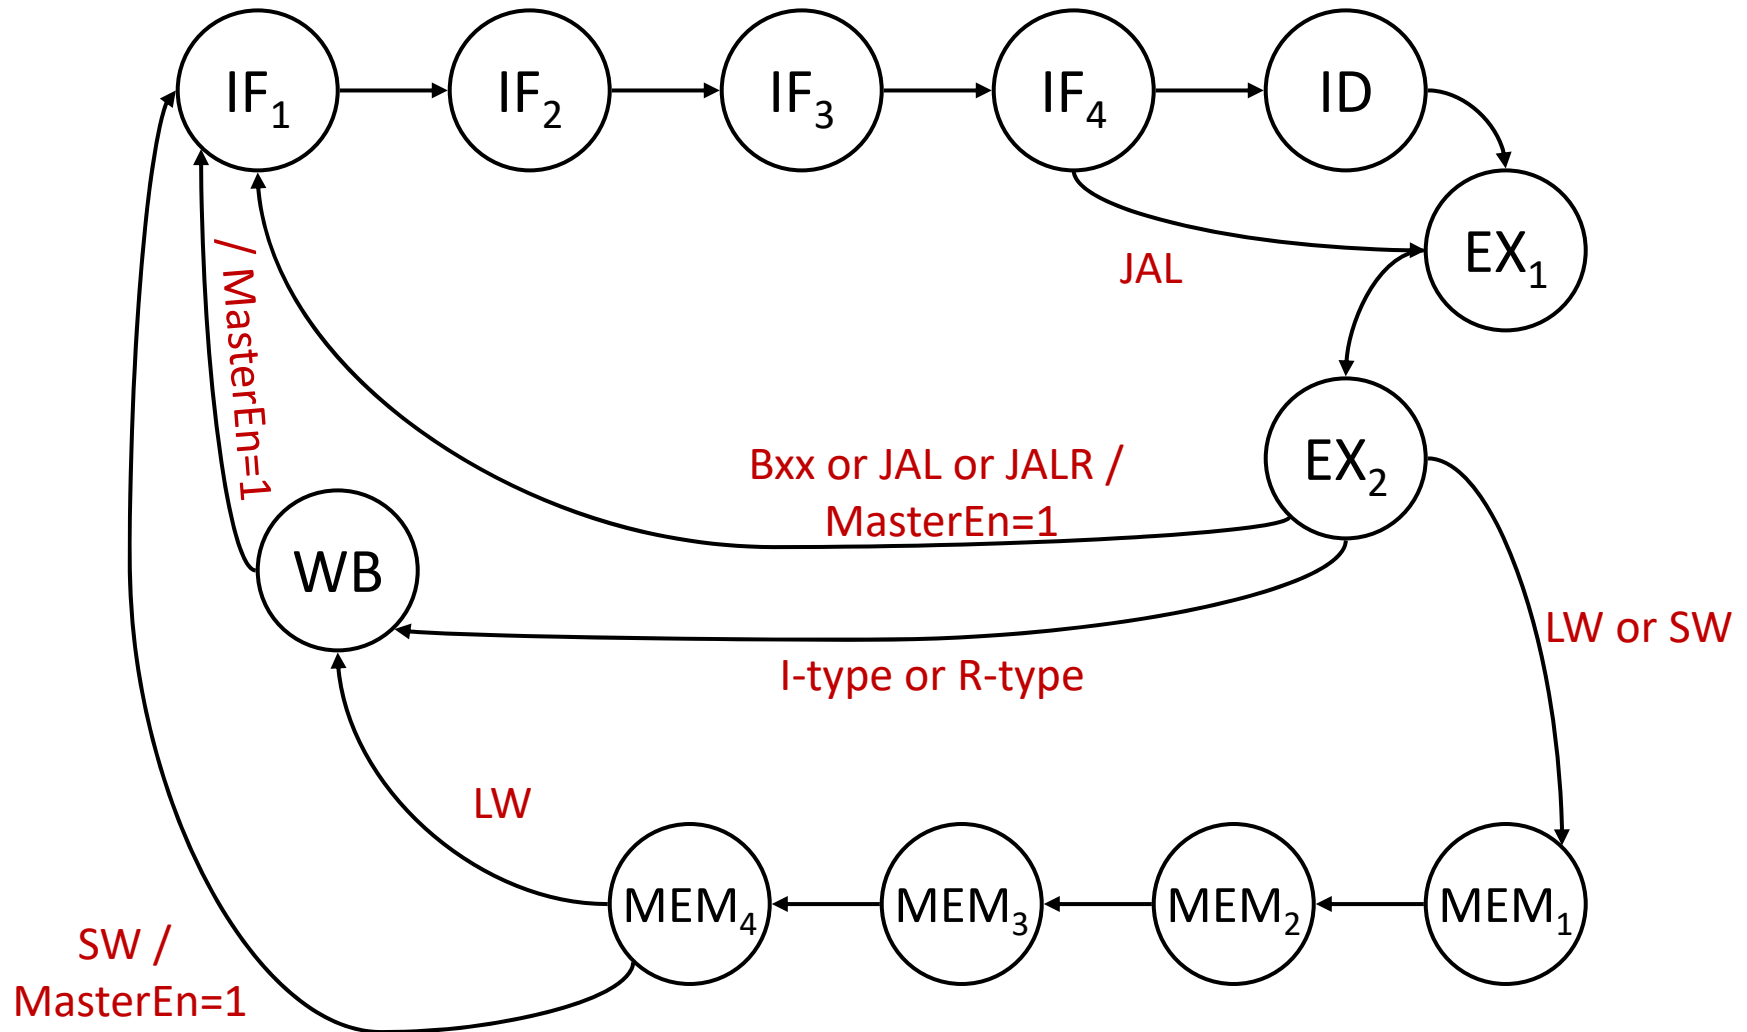 IF₁
IF₂
IF₃
IF₄
ID
EX₁
JAL
/ MasterEn=1
Bxx or JAL or JALR /
MasterEn=1
EX₂
WB
LW or SW
I-type or R-type
LW
MEM₄
MEM₃
MEM₂
MEM₁
SW /
MasterEn=1